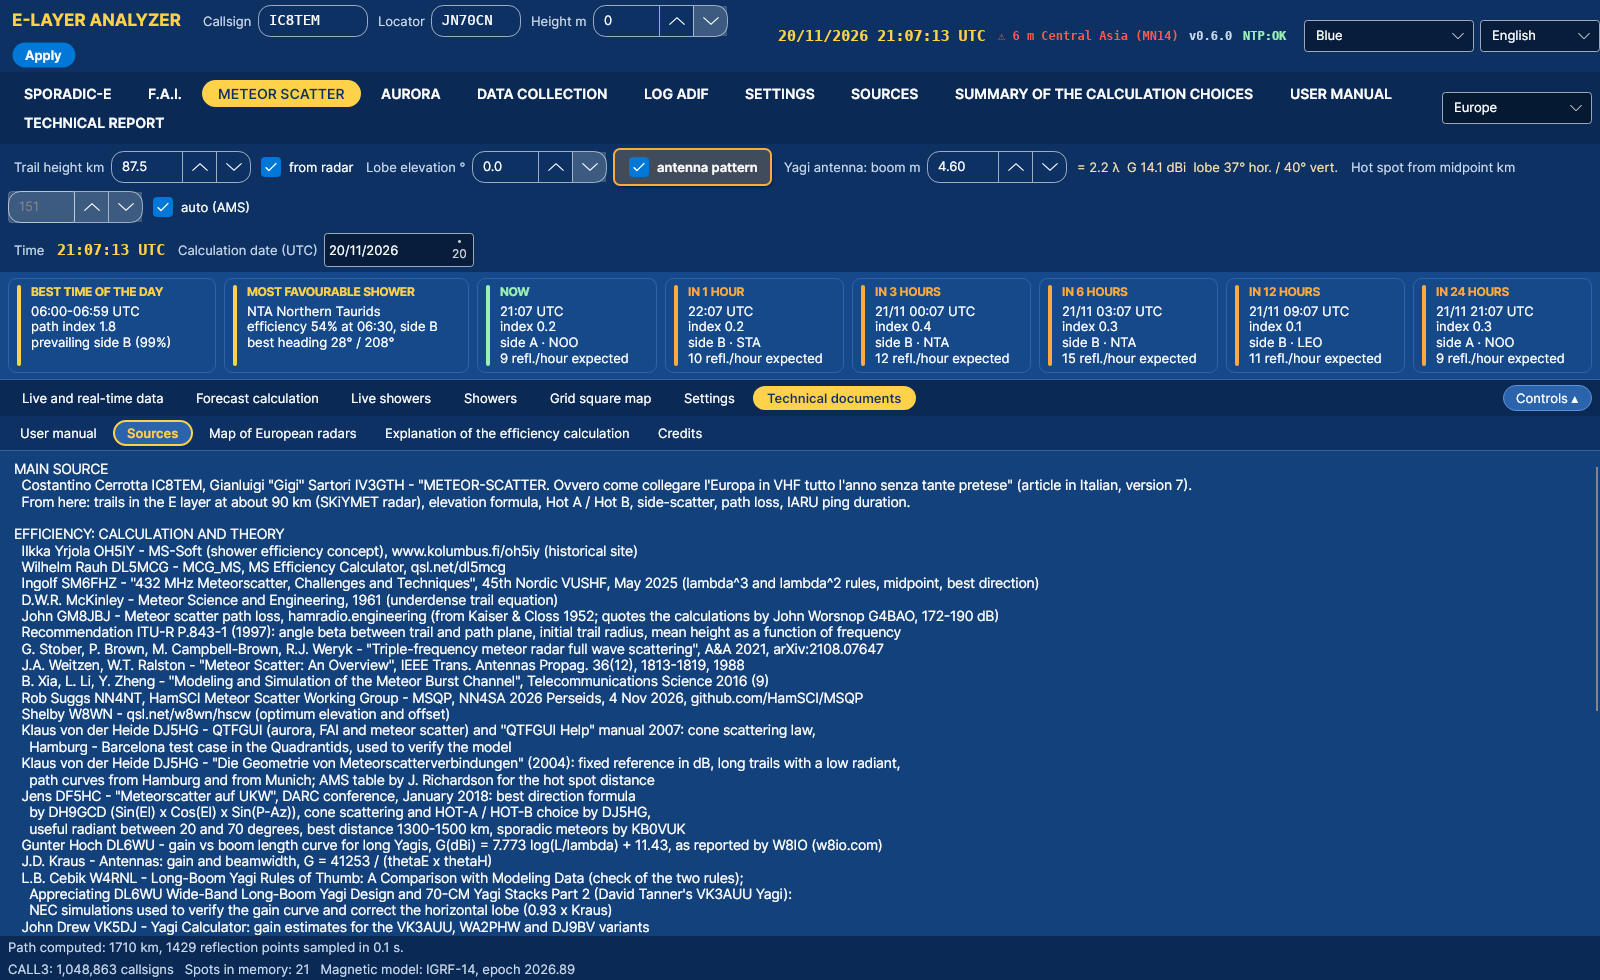 E-LAYER ANALYZER Callsign IC8TEM Locator JN70CN Height m 0
20/11/2026 21:07:13 UTC ⚠ 6 m Central Asia (MN14) v0.6.0 NTP:OK Blue English
Apply
SPORADIC-E F.A.I. METEOR SCATTER AURORA DATA COLLECTION LOG ADIF SETTINGS SOURCES SUMMARY OF THE CALCULATION CHOICES USER MANUAL
TECHNICAL REPORT
Europe
Trail height km 87.5 from radar Lobe elevation ° 0.0 antenna pattern Yagi antenna: boom m 4.60 = 2.2 λ G 14.1 dBi lobe 37° hor. / 40° vert. Hot spot from midpoint km
151 auto (AMS)
Time 21:07:13 UTC Calculation date (UTC) 20/11/2026 20
BEST TIME OF THE DAY
06:00-06:59 UTC
path index 1.8
prevailing side B (99%)
MOST FAVOURABLE SHOWER
NTA Northern Taurids
efficiency 54% at 06:30, side B
best heading 28° / 208°
NOW
21:07 UTC
index 0.2
side A · NOO
9 refl./hour expected
IN 1 HOUR
22:07 UTC
index 0.2
side B · STA
10 refl./hour expected
IN 3 HOURS
21/11 00:07 UTC
index 0.4
side B · NTA
12 refl./hour expected
IN 6 HOURS
21/11 03:07 UTC
index 0.3
side B · NTA
15 refl./hour expected
IN 12 HOURS
21/11 09:07 UTC
index 0.1
side B · LEO
11 refl./hour expected
IN 24 HOURS
21/11 21:07 UTC
index 0.3
side A · NOO
9 refl./hour expected
Live and real-time data Forecast calculation Live showers Showers Grid square map Settings Technical documents Controls ▴
User manual Sources Map of European radars Explanation of the efficiency calculation Credits
MAIN SOURCE
Costantino Cerrotta IC8TEM, Gianluigi "Gigi" Sartori IV3GTH - "METEOR-SCATTER. Ovvero come collegare l'Europa in VHF tutto l'anno senza tante pretese" (article in Italian, version 7).
From here: trails in the E layer at about 90 km (SKiYMET radar), elevation formula, Hot A / Hot B, side-scatter, path loss, IARU ping duration.
EFFICIENCY: CALCULATION AND THEORY
Ilkka Yrjola OH5IY - MS-Soft (shower efficiency concept), www.kolumbus.fi/oh5iy (historical site)
Wilhelm Rauh DL5MCG - MCG_MS, MS Efficiency Calculator, qsl.net/dl5mcg
Ingolf SM6FHZ - "432 MHz Meteorscatter, Challenges and Techniques", 45th Nordic VUSHF, May 2025 (lambda^3 and lambda^2 rules, midpoint, best direction)
D.W.R. McKinley - Meteor Science and Engineering, 1961 (underdense trail equation)
John GM8JBJ - Meteor scatter path loss, hamradio.engineering (from Kaiser & Closs 1952; quotes the calculations by John Worsnop G4BAO, 172-190 dB)
Recommendation ITU-R P.843-1 (1997): angle beta between trail and path plane, initial trail radius, mean height as a function of frequency
G. Stober, P. Brown, M. Campbell-Brown, R.J. Weryk - "Triple-frequency meteor radar full wave scattering", A&A 2021, arXiv:2108.07647
J.A. Weitzen, W.T. Ralston - "Meteor Scatter: An Overview", IEEE Trans. Antennas Propag. 36(12), 1813-1819, 1988
B. Xia, L. Li, Y. Zheng - "Modeling and Simulation of the Meteor Burst Channel", Telecommunications Science 2016 (9)
Rob Suggs NN4NT, HamSCI Meteor Scatter Working Group - MSQP, NN4SA 2026 Perseids, 4 Nov 2026, github.com/HamSCI/MSQP
Shelby W8WN - qsl.net/w8wn/hscw (optimum elevation and offset)
Klaus von der Heide DJ5HG - QTFGUI (aurora, FAI and meteor scatter) and "QTFGUI Help" manual 2007: cone scattering law,
Hamburg - Barcelona test case in the Quadrantids, used to verify the model
Klaus von der Heide DJ5HG - "Die Geometrie von Meteorscatterverbindungen" (2004): fixed reference in dB, long trails with a low radiant,
path curves from Hamburg and from Munich; AMS table by J. Richardson for the hot spot distance
Jens DF5HC - "Meteorscatter auf UKW", DARC conference, January 2018: best direction formula
by DH9GCD (Sin(El) x Cos(El) x Sin(P-Az)), cone scattering and HOT-A / HOT-B choice by DJ5HG,
useful radiant between 20 and 70 degrees, best distance 1300-1500 km, sporadic meteors by KB0VUK
Gunter Hoch DL6WU - gain vs boom length curve for long Yagis, G(dBi) = 7.773 log(L/lambda) + 11.43, as reported by W8IO (w8io.com)
J.D. Kraus - Antennas: gain and beamwidth, G = 41253 / (thetaE x thetaH)
L.B. Cebik W4RNL - Long-Boom Yagi Rules of Thumb: A Comparison with Modeling Data (check of the two rules);
Appreciating DL6WU Wide-Band Long-Boom Yagi Design and 70-CM Yagi Stacks Part 2 (David Tanner's VK3AUU Yagi):
NEC simulations used to verify the gain curve and correct the horizontal lobe (0.93 x Kraus)
John Drew VK5DJ - Yagi Calculator: gain estimates for the VK3AUU, WA2PHW and DJ9BV variants
Path computed: 1710 km, 1429 reflection points sampled in 0.1 s.
CALL3: 1,048,863 callsigns Spots in memory: 21 Magnetic model: IGRF-14, epoch 2026.89